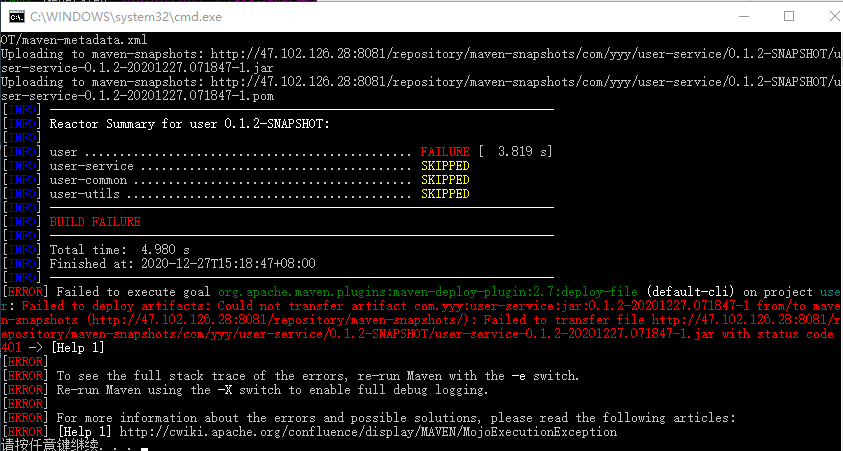 C:\WINDOWS\system32\cmd.exe
OT/maven-metadata.xml
Uploading to maven-snapshots: http://47.102.126.28:8081/repository/maven-snapshots/com/yyy/user-service/0.1.2-SNAPSHOT/u
ser-service-0.1.2-20201227.071847-1.jar
Uploading to maven-snapshots: http://47.102.126.28:8081/repository/maven-snapshots/com/yyy/user-service/0.1.2-SNAPSHOT/u
ser-service-0.1.2-20201227.071847-1.pom
[INFO] ------------------------------------------------------------------------
[INFO] Reactor Summary for user 0.1.2-SNAPSHOT:
[INFO]
[INFO] user ............................................... FAILURE [  3.819 s]
[INFO] user-service ....................................... SKIPPED
[INFO] user-common ........................................ SKIPPED
[INFO] user-utils ......................................... SKIPPED
[INFO] ------------------------------------------------------------------------
[INFO] BUILD FAILURE
[INFO] ------------------------------------------------------------------------
[INFO] Total time:  4.980 s
[INFO] Finished at: 2020-12-27T15:18:47+08:00
[INFO] ------------------------------------------------------------------------
[ERROR] Failed to execute goal org.apache.maven.plugins:maven-deploy-plugin:2.7:deploy-file (default-cli) on project use
r: Failed to deploy artifacts: Could not transfer artifact com.yyy:user-service:jar:0.1.2-20201227.071847-1 from/to mave
n-snapshots (http://47.102.126.28:8081/repository/maven-snapshots/): Failed to transfer file http://47.102.126.28:8081/r
epository/maven-snapshots/com/yyy/user-service/0.1.2-SNAPSHOT/user-service-0.1.2-20201227.071847-1.jar with status code
401 -> [Help 1]
[ERROR]
[ERROR] To see the full stack trace of the errors, re-run Maven with the -e switch.
[ERROR] Re-run Maven using the -X switch to enable full debug logging.
[ERROR]
[ERROR] For more information about the errors and possible solutions, please read the following articles:
[ERROR] [Help 1] http://cwiki.apache.org/confluence/display/MAVEN/MojoExecutionException
请按任意键继续. . .